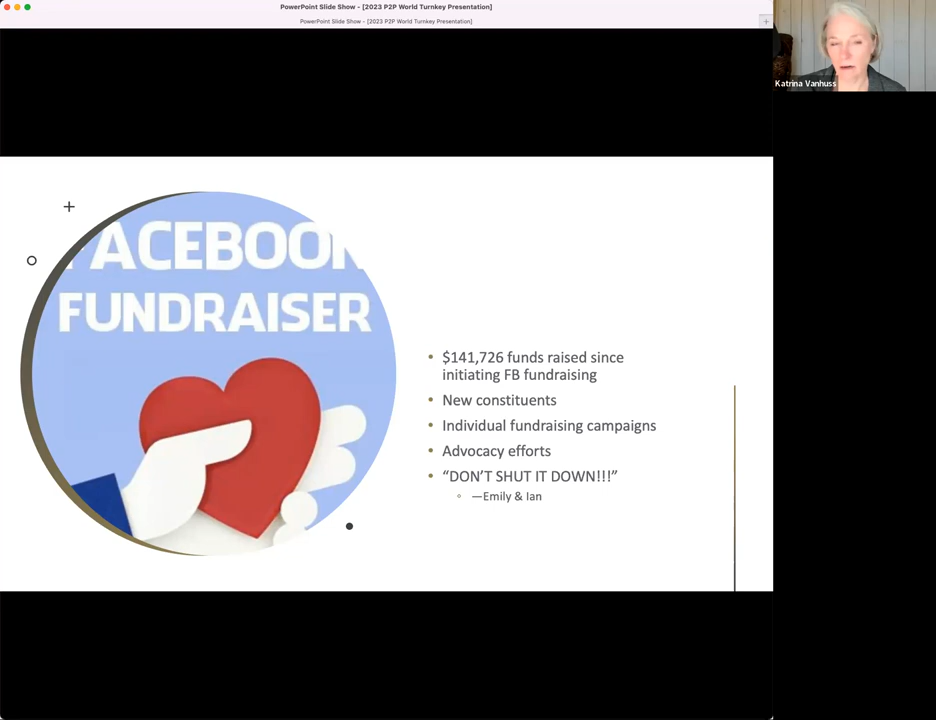 PowerPoint Slide Show - [2023 P2P World Turnkey Presentation]
PowerPoint Slide Show - [2023 P2P World Turnkey Presentation]
Katrina Vanhuss
FACEBOOK
FUNDRAISER
• $141,726 funds raised since
initiating FB fundraising
• New constituents
• Individual fundraising campaigns
• Advocacy efforts
• “DON’T SHUT IT DOWN!!!”
—Emily & Ian